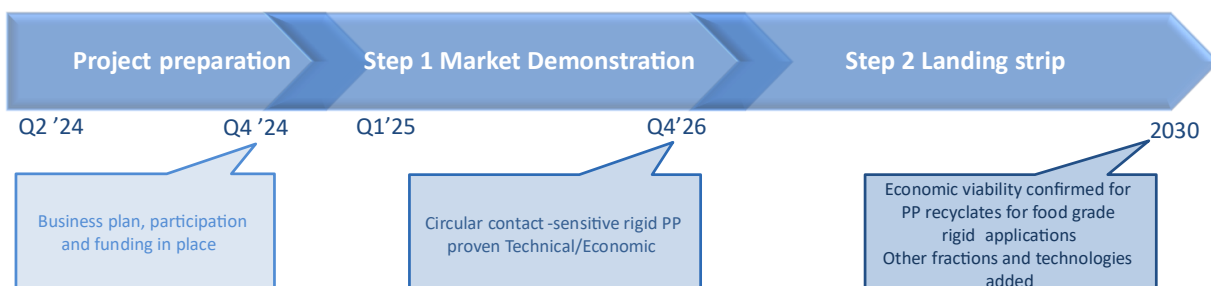 Project preparation
Step 1 Market Demonstration
Step 2 Landing strip
Q2 ’24
Q4 ’24
Q1’25
Q4’26
2030
Business plan, participation
and funding in place
Circular contact -sensitive rigid PP
proven Technical/Economic
Economic viability confirmed for
PP recyclates for food grade
rigid applications
Other fractions and technologies
added